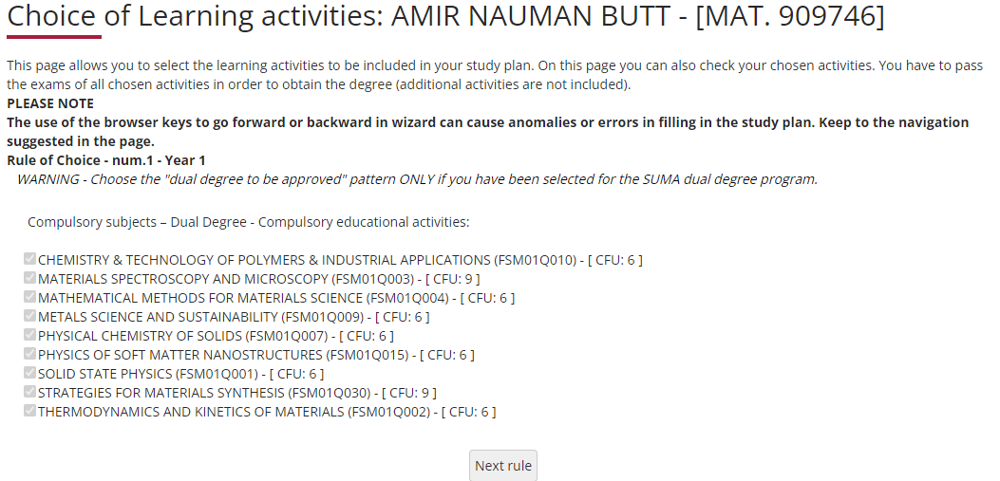 Choice of Learning activities: AMIR NAUMAN BUTT - [MAT. 909746]
This page allows you to select the learning activities to be included in your study plan. On this page you can also check your chosen activities. You have to pass
the exams of all chosen activities in order to obtain the degree (additional activities are not included).
PLEASE NOTE
The use of the browser keys to go forward or backward in wizard can cause anomalies or errors in filling in the study plan. Keep to the navigation
suggested in the page.
Rule of Choice - num.1 - Year 1
WARNING - Choose the "dual degree to be approved" pattern ONLY if you have been selected for the SUMA dual degree program.
Compulsory subjects – Dual Degree - Compulsory educational activities:
CHEMISTRY & TECHNOLOGY OF POLYMERS & INDUSTRIAL APPLICATIONS (FSM01Q010) - [ CFU: 6 ]
MATERIALS SPECTROSCOPY AND MICROSCOPY (FSM01Q003) - [ CFU: 9 ]
MATHEMATICAL METHODS FOR MATERIALS SCIENCE (FSM01Q004) - [ CFU: 6 ]
METALS SCIENCE AND SUSTAINABILITY (FSM01Q009) - [ CFU: 6 ]
PHYSICAL CHEMISTRY OF SOLIDS (FSM01Q007) - [ CFU: 6 ]
PHYSICS OF SOFT MATTER NANOSTRUCTURES (FSM01Q015) - [ CFU: 6 ]
SOLID STATE PHYSICS (FSM01Q001) - [ CFU: 6 ]
STRATEGIES FOR MATERIALS SYNTHESIS (FSM01Q030) - [ CFU: 9 ]
THERMODYNAMICS AND KINETICS OF MATERIALS (FSM01Q002) - [ CFU: 6 ]
Next rule